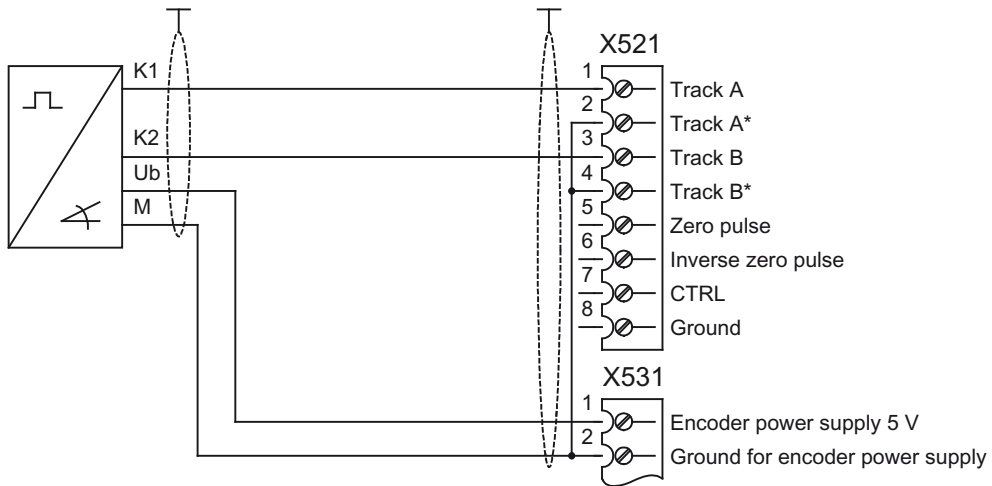 X521
K1
1
Track A
2
Track A*
K2
3
Track B
Ub
4
Track B*
M
5
Zero pulse
6
Inverse zero pulse
7
CTRL
8
Ground
X531
1
Encoder power supply 5 V
2
Ground for encoder power supply